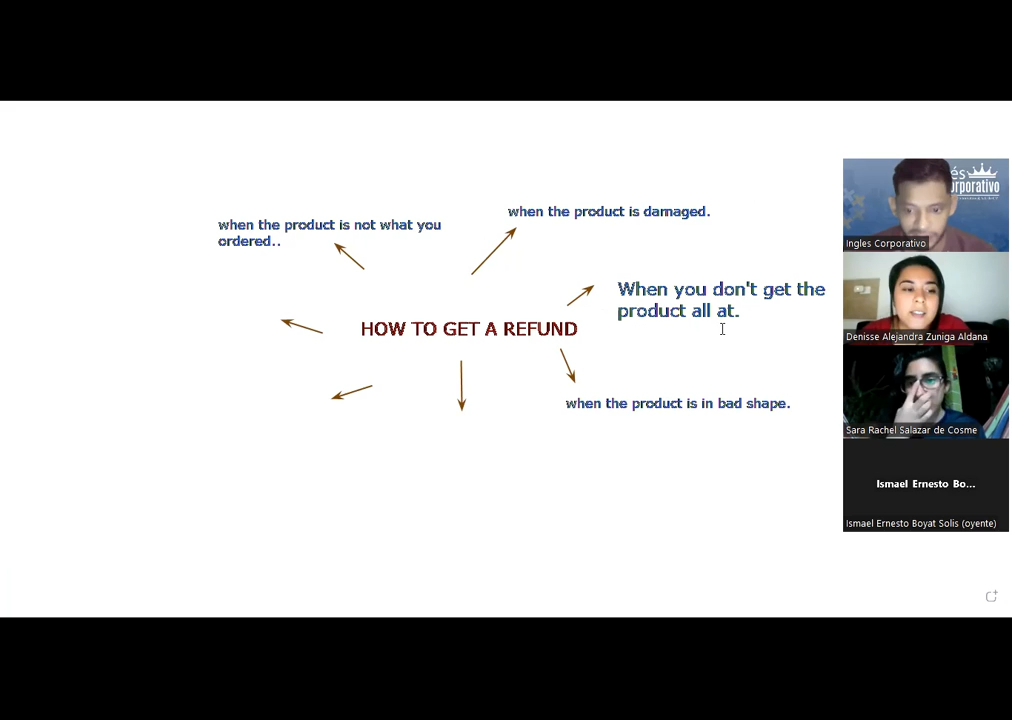 when the product is not what you
ordered..
when the product is damaged.
When you don't get the
product all at.
HOW TO GET A REFUND
when the product is in bad shape.
Ingles Corporativo
Denisse Alejandra Zuniga Aldana
Sara Rachel Salazar de Cosme
Ismael Ernesto Bo...
Ismael Ernesto Boyat Solis (oyente)